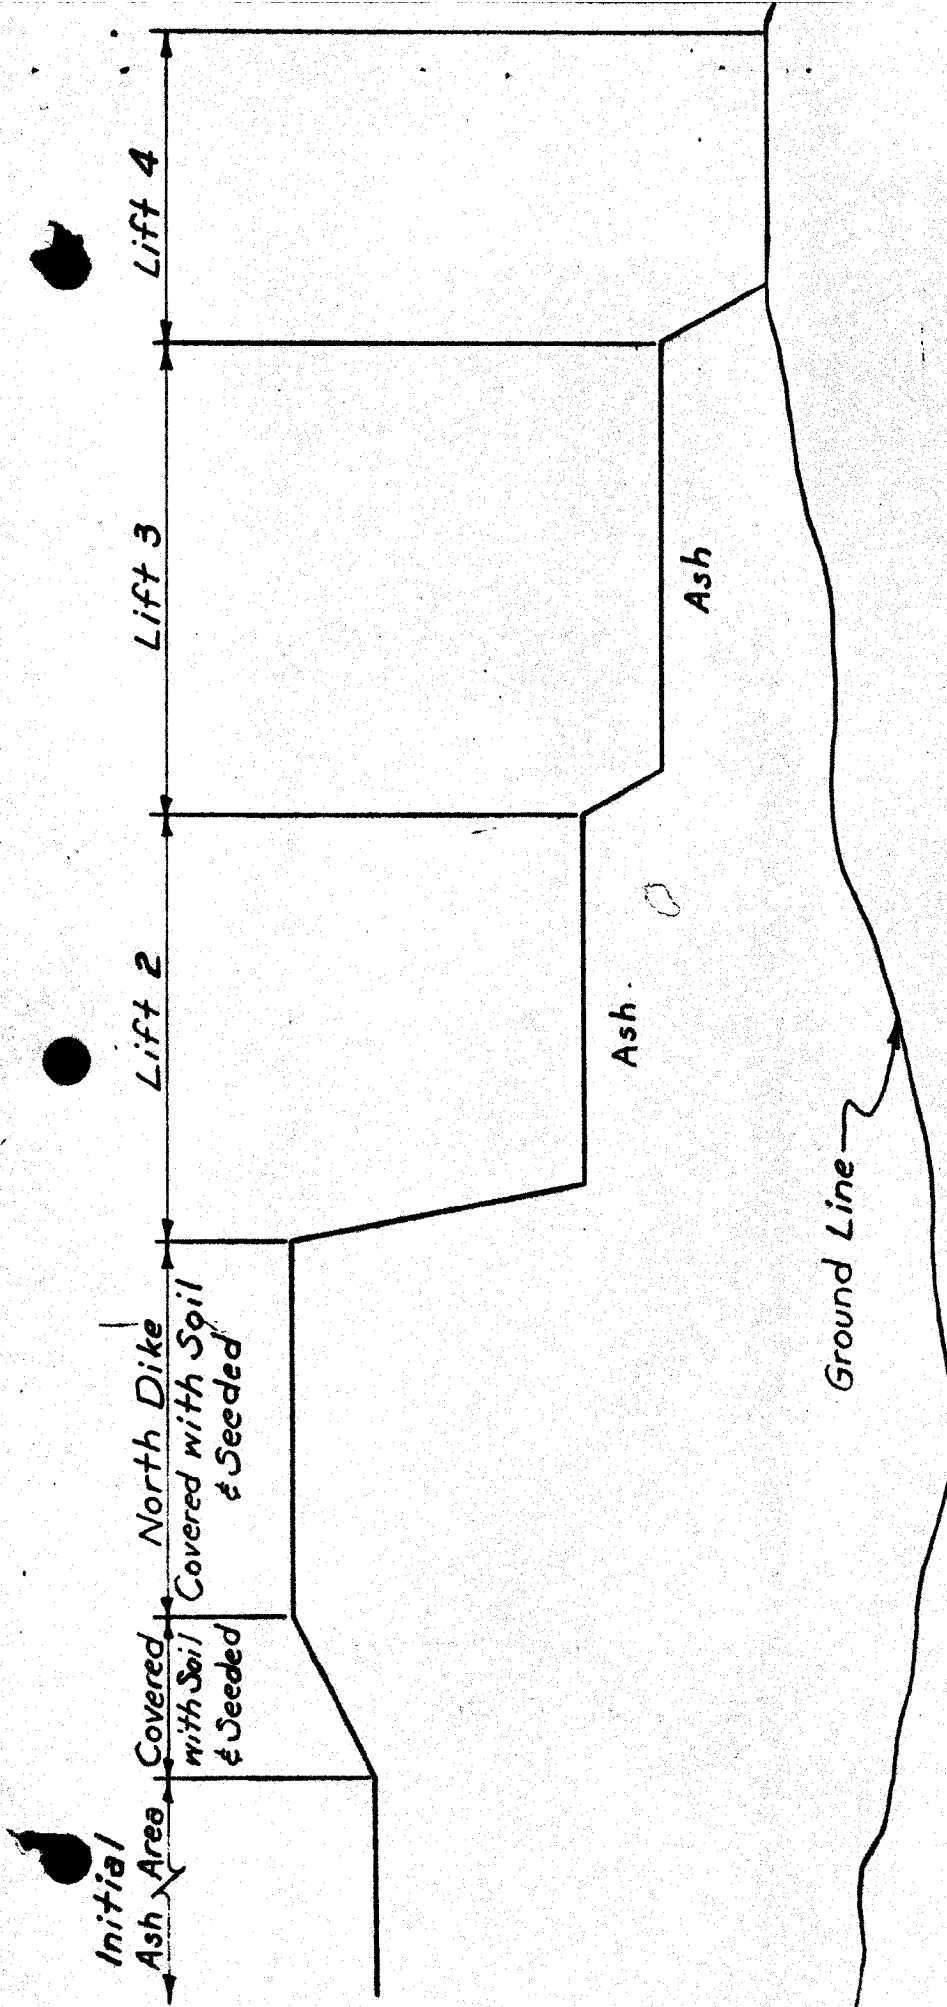 Initial
Ash Area
Covered
with Soil
& Seeded
North Dike
Covered with Soil
& Seeded
Lift 2
Lift 3
Lift 4
Ash
Ash
Ground Line